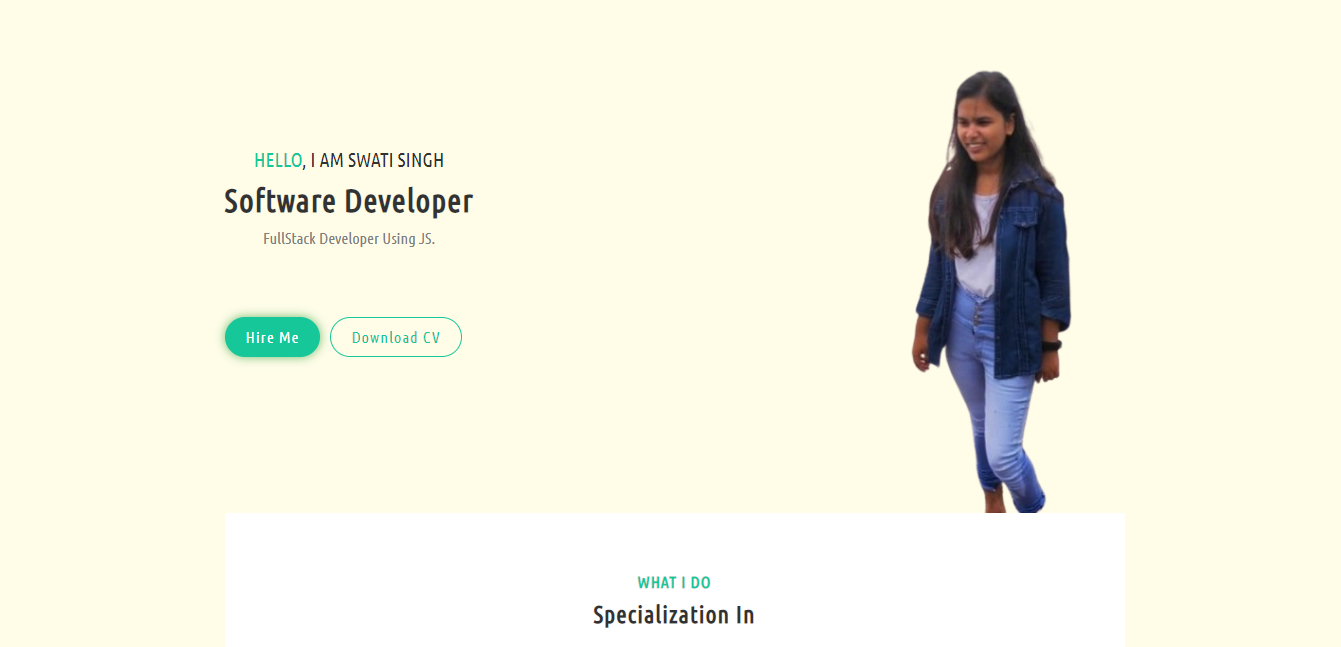 HELLO, I AM SWATI SINGH
Software Developer
FullStack Developer Using JS.
Hire Me
Download CV
WHAT I DO
Specialization In